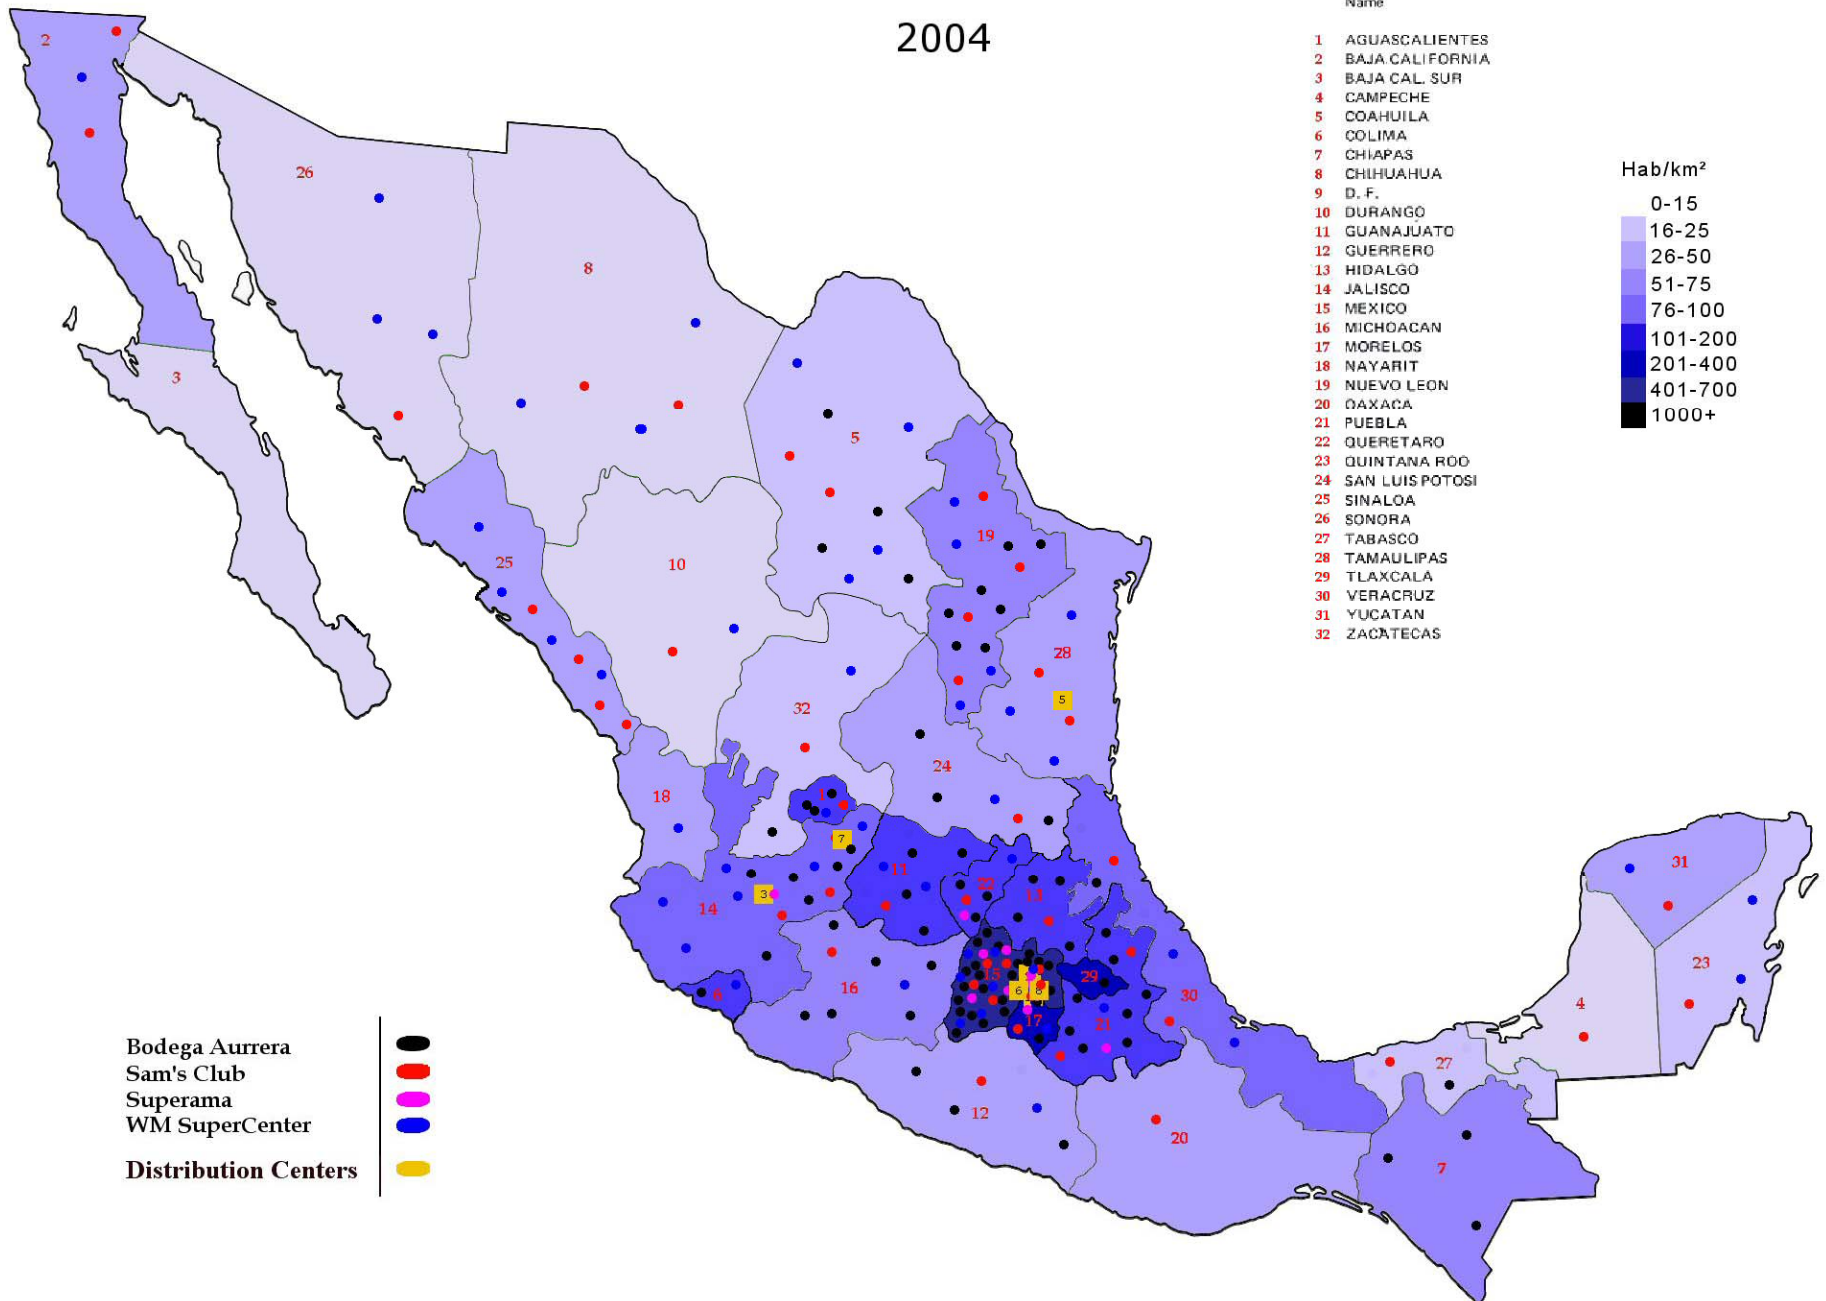 2004
Name
1 AGUASCALIENTES
2 BAJA CALIFORNIA
3 BAJA CAL. SUR
4 CAMPECHE
5 COAHUILA
6 COLIMA
7 CHIAPAS
8 CHIHUAHUA
9 D. F.
10 DURANGO
11 GUANAJUATO
12 GUERRERO
13 HIDALGO
14 JALISCO
15 MEXICO
16 MICHOACAN
17 MORELOS
18 NAYARIT
19 NUEVO LEON
20 OAXACA
21 PUEBLA
22 QUERETARO
23 QUINTANA ROO
24 SAN LUIS POTOSI
25 SINALOA
26 SONORA
27 TABASCO
28 TAMAULIPAS
29 TLAXCALA
30 VERACRUZ
31 YUCATAN
32 ZACATECAS
Hab/km²
0-15
16-25
26-50
51-75
76-100
101-200
201-400
401-700
1000+
2
26
8
3
5
19
25
10
28
5
32
24
18
1
7
11
31
22
13
3
14
23
15
29
6
8
16
6
30
4
17
21
27
12
20
7
Bodega Aurrera
Sam's Club
Superama
WM SuperCenter
Distribution Centers